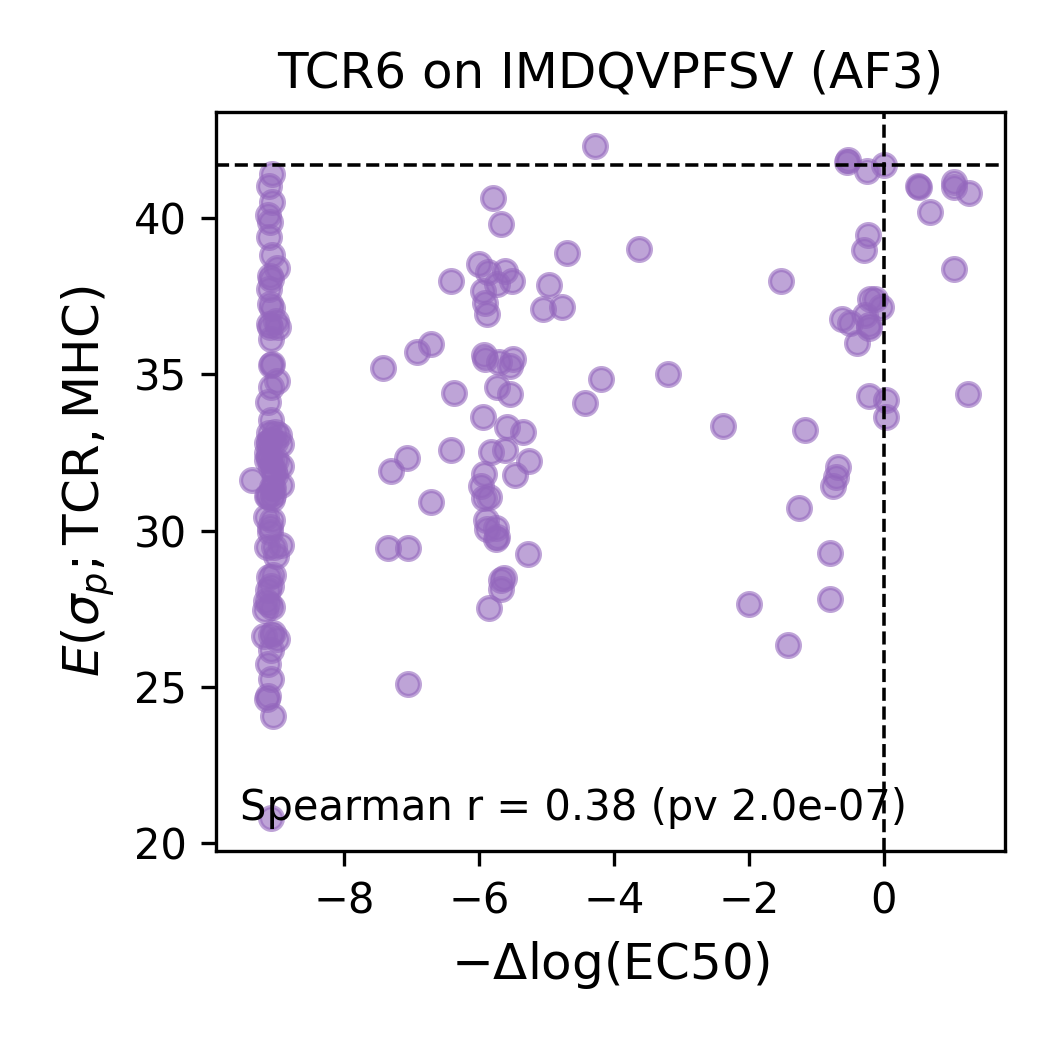 TCR6 on IMDQVPFSV (AF3)
E(σₚ; TCR, MHC)
40
35
30
25
20
Spearman r = 0.38 (pv 2.0e-07)
−8 −6 −4 −2 0
−Δlog(EC50)